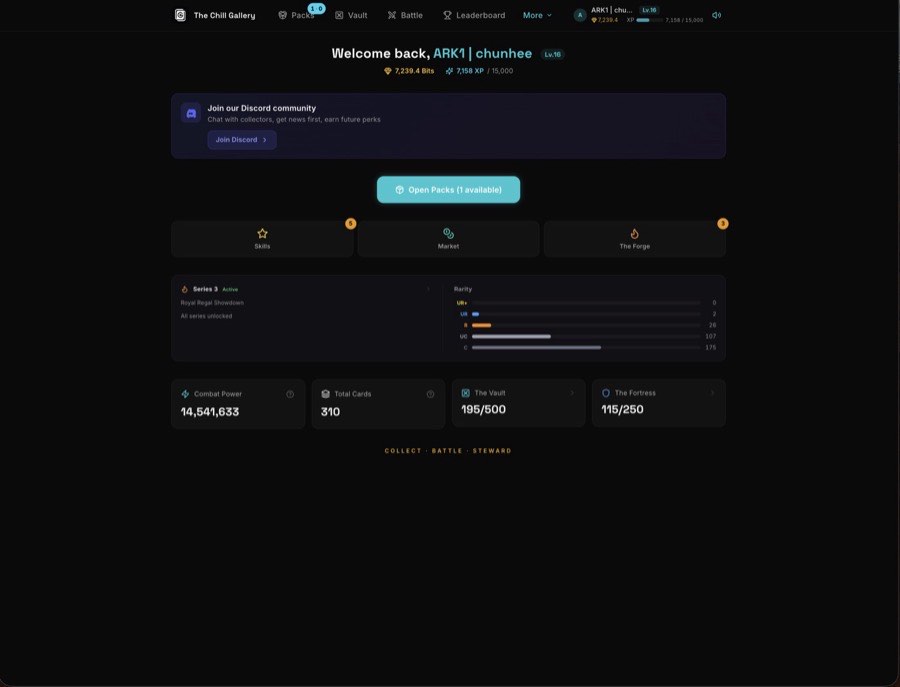 The Chill Gallery
Packs
1 · 0
Vault
Battle
Leaderboard
More
A
ARK1 | chu...
Lv.16
7,239.4
XP
7,158 / 15,000
Welcome back, ARK1 | chunhee
Lv.16
7,239.4 Bits
7,158 XP / 15,000
Join our Discord community
Chat with collectors, get news first, earn future perks
Join Discord
Open Packs (1 available)
Skills
Market
The Forge
Series 3 Active
Royal Regal Showdown
All series unlocked
Rarity
UR+ 0
UR 2
R 26
UC 107
C 175
Combat Power
14,541,633
Total Cards
310
The Vault
195/500
The Fortress
115/250
COLLECT · BATTLE · STEWARD